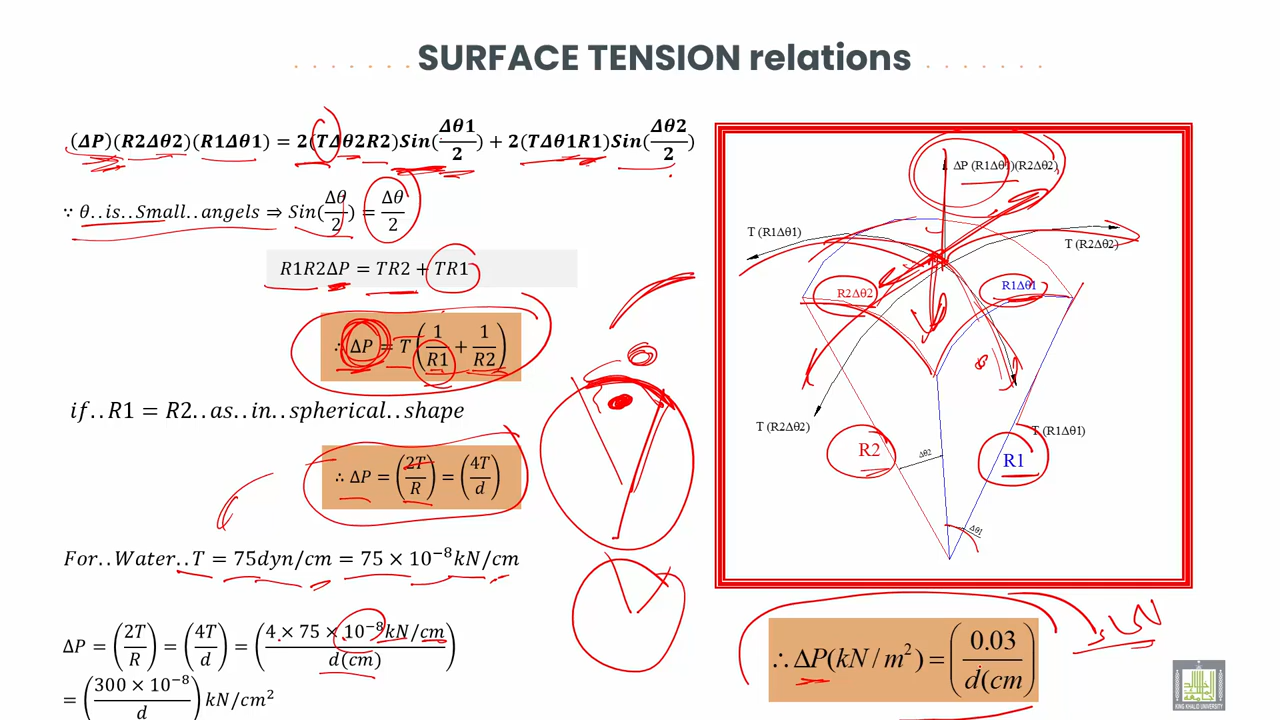 SURFACE TENSION relations
(ΔP)(R2Δθ2)(R1Δθ1) = 2(TΔθ2R2)Sin(Δθ1/2) + 2(TΔθ1R1)Sin(Δθ2/2)
∵ θ..is..Small..angels ⇒ Sin(Δθ/2) = Δθ/2
R1R2ΔP = TR2 + TR1
∴ ΔP = T(1/R1 + 1/R2)
if..R1 = R2..as..in..spherical..shape
∴ ΔP = (2T/R) = (4T/d)
For..Water..T = 75dyn/cm = 75 × 10⁻⁸kN/cm
ΔP = (2T/R) = (4T/d) = (4 × 75 × 10⁻⁸kN/cm / d(cm))
= (300 × 10⁻⁸/d) kN/cm²
ΔP (R1Δθ1)(R2Δθ2)
T (R1Δθ1)
T (R2Δθ2)
R2Δθ2
R1Δθ1
T (R2Δθ2)
T (R1Δθ1)
R2
R1
Δθ2
Δθ1
∴ ΔP(kN/m²) = (0.03/d(cm)
KING KHALID UNIVERSITY